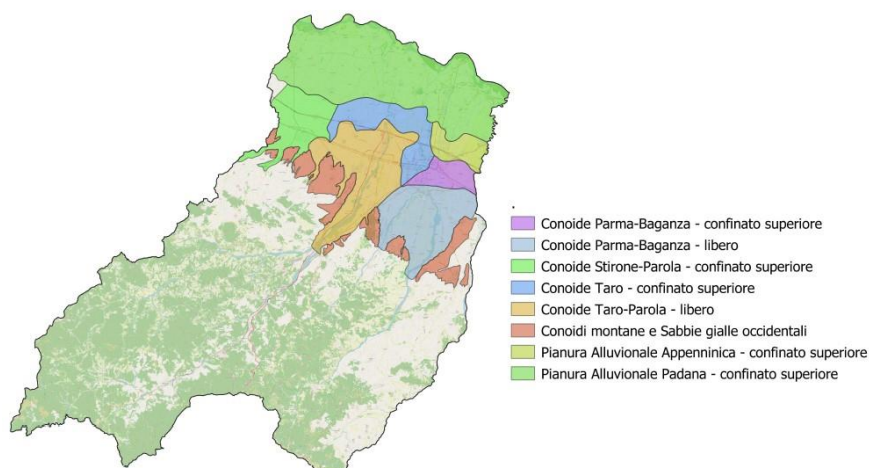 Conoide Parma-Baganza - confinato superiore
Conoide Parma-Baganza - libero
Conoide Stirone-Parola - confinato superiore
Conoide Taro - confinato superiore
Conoide Taro-Parola - libero
Conoidi montane e Sabbie gialle occidentali
Pianura Alluvionale Appenninica - confinato superiore
Pianura Alluvionale Padana - confinato superiore